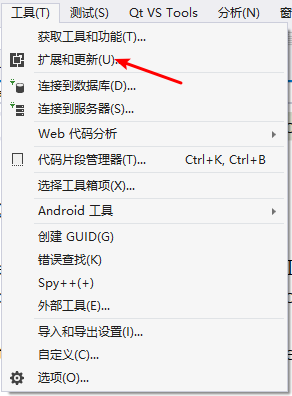 工具(T) 测试(S) Qt VS Tools 分析(N)
获取工具和功能(T)...
扩展和更新(U)...
连接到数据库(D)...
连接到服务器(S)...
Web 代码分析
代码片段管理器(T)... Ctrl+K, Ctrl+B
选择工具箱项(X)...
Android 工具
创建 GUID(G)
错误查找(K)
Spy++(+)
外部工具(E)...
导入和导出设置(I)...
自定义(C)...
选项(O)...